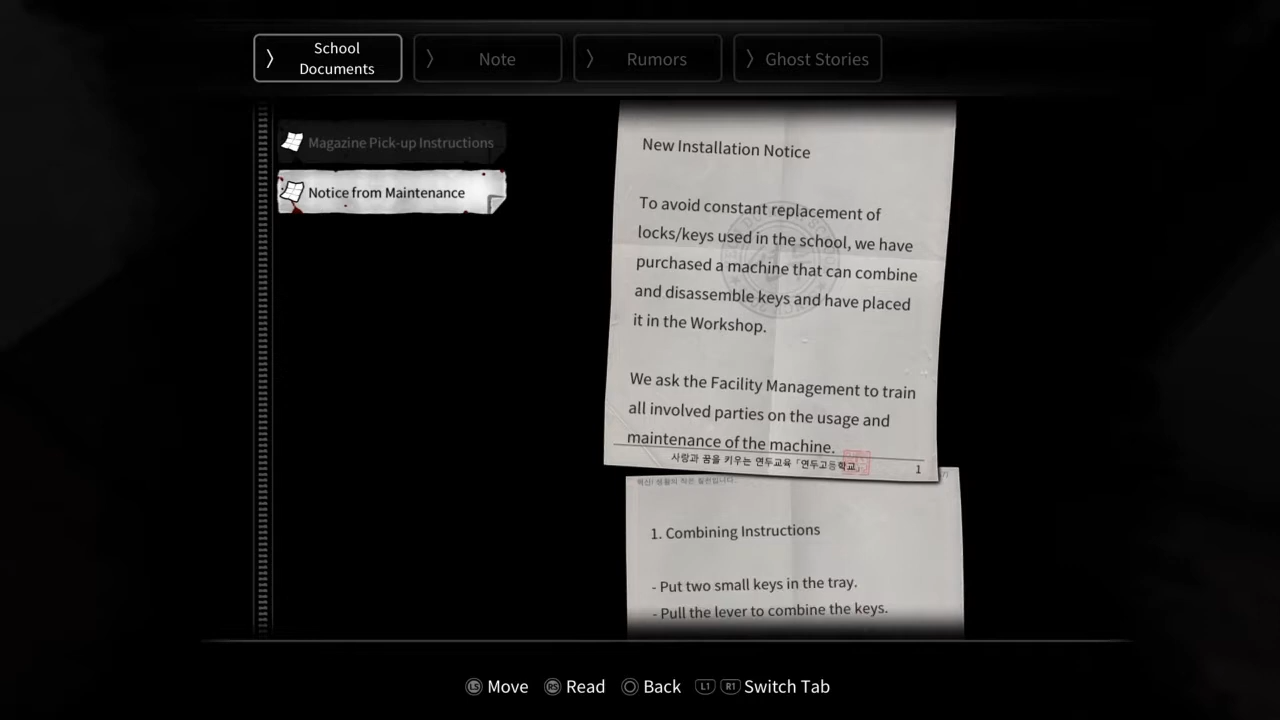 School
Documents
Note
Rumors
Ghost Stories
Magazine Pick-up Instructions
Notice from Maintenance
New Installation Notice
To avoid constant replacement of
locks/keys used in the school, we have
purchased a machine that can combine
and disassemble keys and have placed
it in the Workshop.
We ask the Facility Management to train
all involved parties on the usage and
maintenance of the machine.
사랑과 꿈을 키우는 연두교육 「연두고등학교」
1
1. Combining Instructions
- Put two small keys in the tray.
- Pull the lever to combine the keys.
LS Move
RS Read
Back
L1 R1 Switch Tab